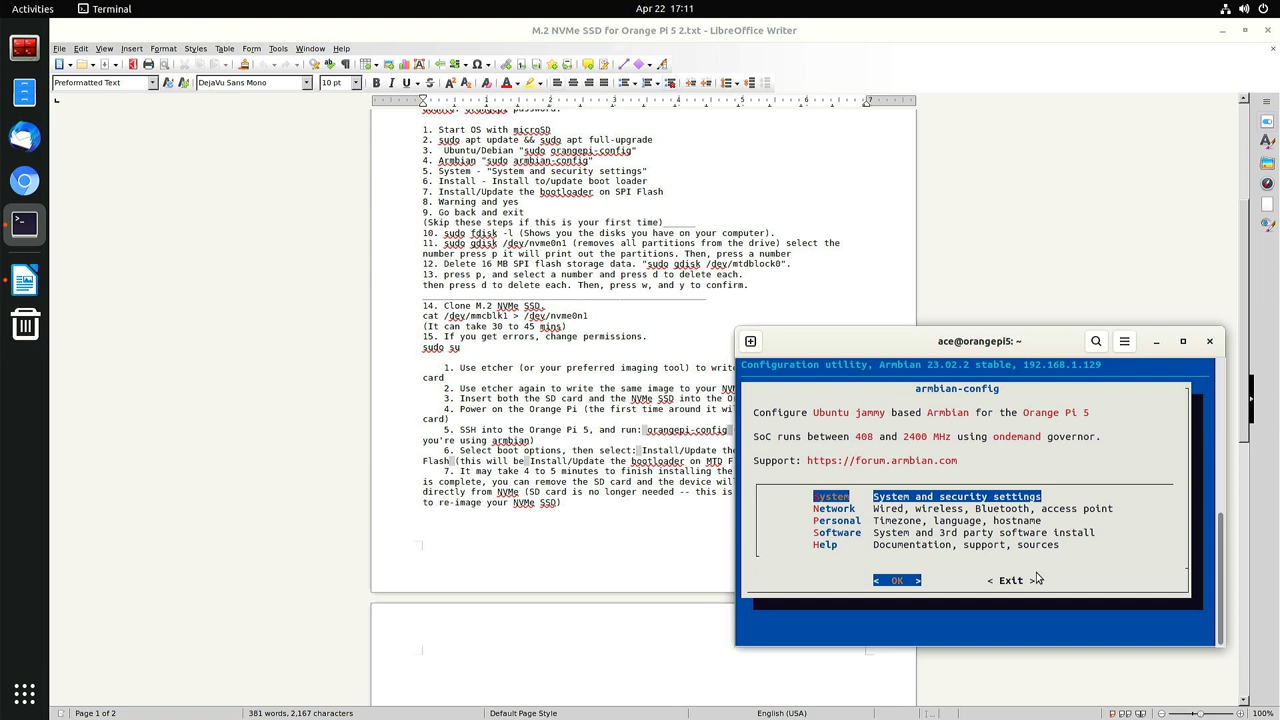 Activities
Terminal
Apr 22 17:11
M.2 NVMe SSD for Orange Pi 5 2.txt - LibreOffice Writer
File Edit View Insert Format Styles Table Form Tools Window Help
Preformatted Text
DejaVu Sans Mono
10 pt
ubuntu: orangepi password:
1. Start OS with microSD
2. sudo apt update && sudo apt full-upgrade
3.  Ubuntu/Debian "sudo orangepi-config"
4. Armbian "sudo armbian-config"
5. System - "System and security settings"
6. Install - Install to/update boot loader
7. Install/Update the bootloader on SPI Flash
8. Warning and yes
9. Go back and exit
(Skip these steps if this is your first time)______
10. sudo fdisk -l (Shows you the disks you have on your computer).
11. sudo gdisk /dev/nvme0n1 (removes all partitions from the drive) select the
number press p it will print out the partitions. Then, press a number
12. Delete 16 MB SPI flash storage data. "sudo gdisk /dev/mtdblock0".
13. press p, and select a number and press d to delete each.
then press d to delete each. Then, press w, and y to confirm.
14. Clone M.2 NVMe SSD.
cat /dev/mmcblk1 > /dev/nvme0n1
(It can take 30 to 45 mins)
15. If you get errors, change permissions.
sudo su
1. Use etcher (or your preferred imaging tool) to write
card
2. Use etcher again to write the same image to your NV
3. Insert both the SD card and the NVMe SSD into the O
4. Power on the Orange Pi (the first time around it wi
card)
5. SSH into the Orange Pi 5, and run: orangepi-config
you're using armbian)
6. Select boot options, then select: Install/Update the
Flash (this will be Install/Update the bootloader on MTD F
7. It may take 4 to 5 minutes to finish installing the
is complete, you can remove the SD card and the device will
directly from NVMe (SD card is no longer needed -- this is
to re-image your NVMe SSD)
ace@orangepi5: ~
Configuration utility, Armbian 23.02.2 stable, 192.168.1.129
armbian-config
Configure Ubuntu jammy based Armbian for the Orange Pi 5
SoC runs between 408 and 2400 MHz using ondemand governor.
Support: https://forum.armbian.com
System System and security settings
Network Wired, wireless, Bluetooth, access point
Personal Timezone, language, hostname
Software System and 3rd party software install
Help Documentation, support, sources
< OK > < Exit >
Page 1 of 2
381 words, 2,167 characters
Default Page Style
English (USA)
100%